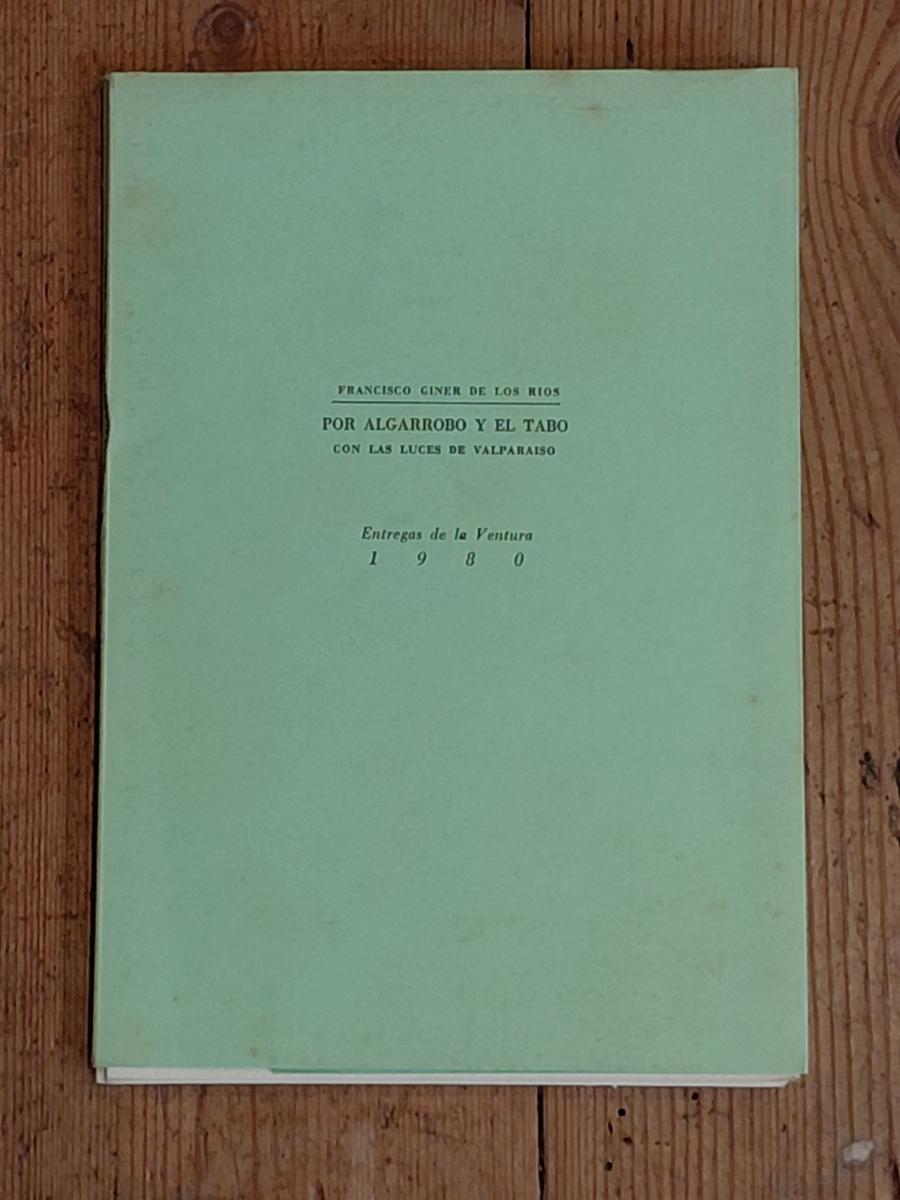 FRANCISCO GINER DE LOS RIOS
POR ALGARROBO Y EL TABO
CON LAS LUCES DE VALPARAISO
Entregas de la Ventura
1 9 8 0